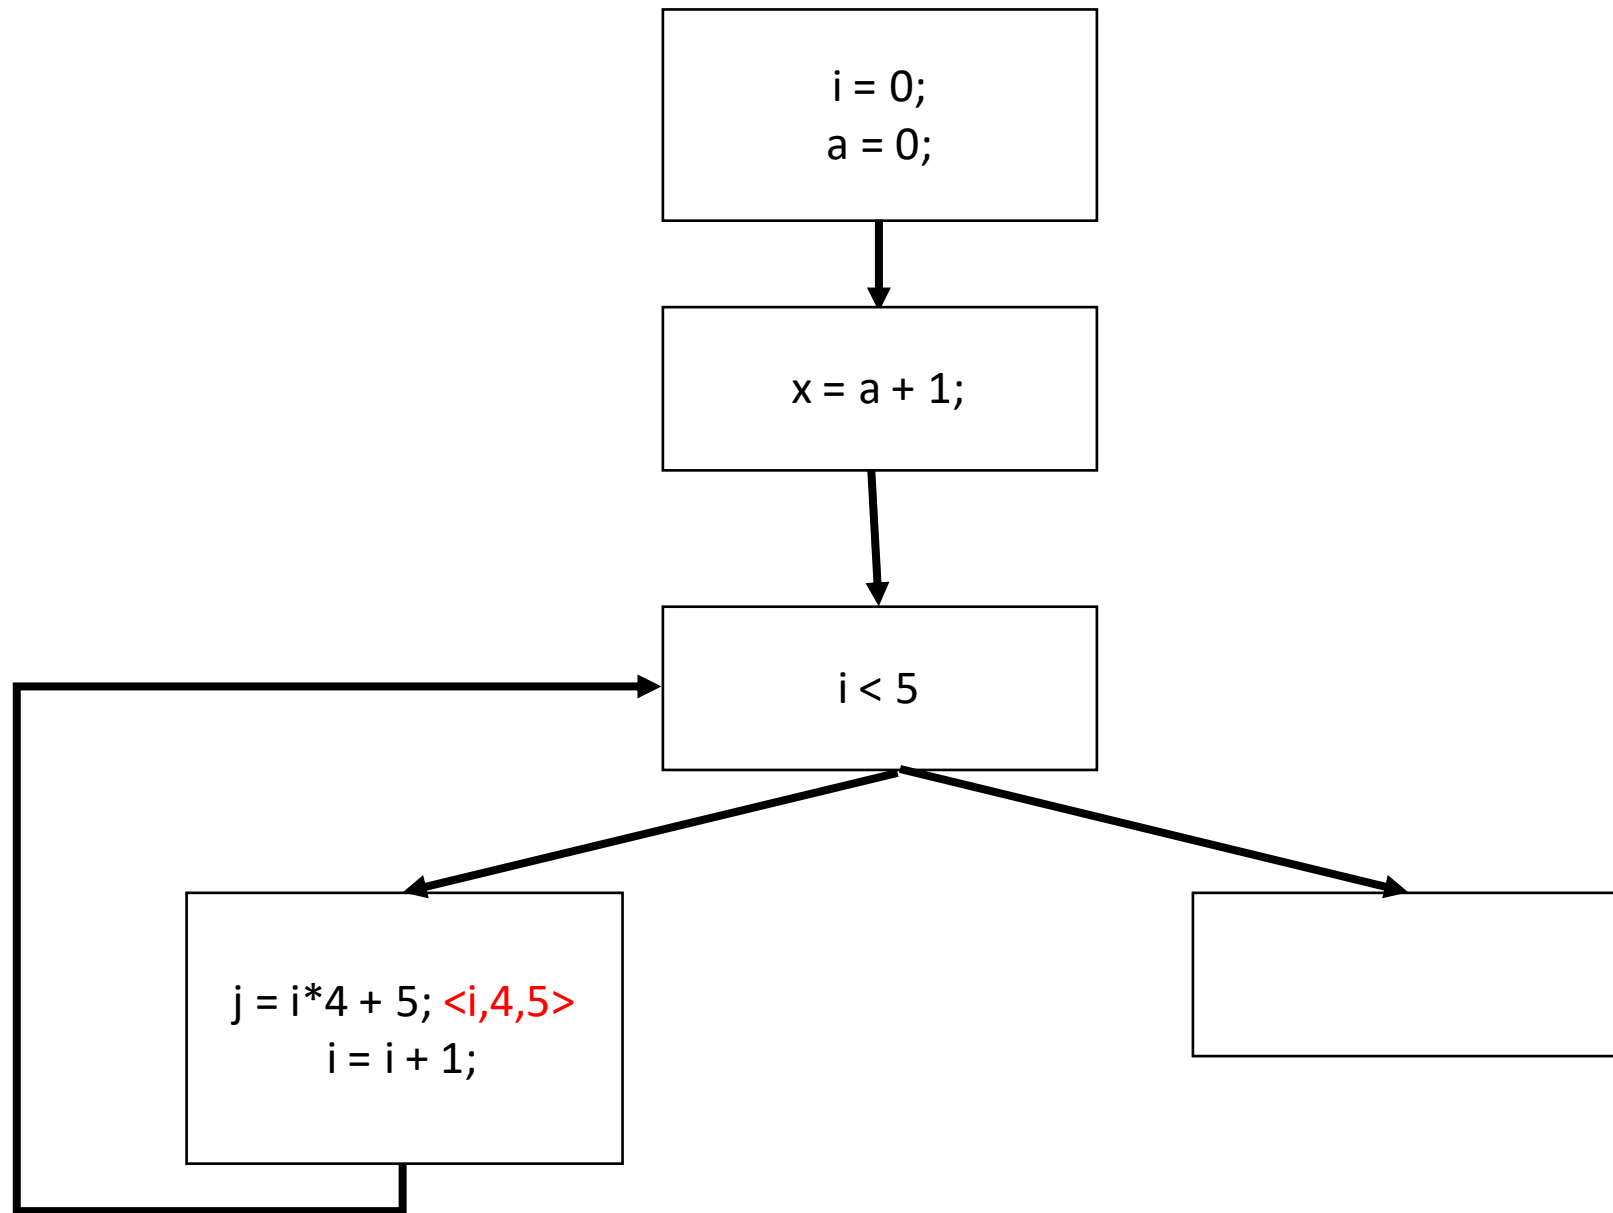 i = 0;
a = 0;
x = a + 1;
i < 5
j = i*4 + 5; <i,4,5>
i = i + 1;